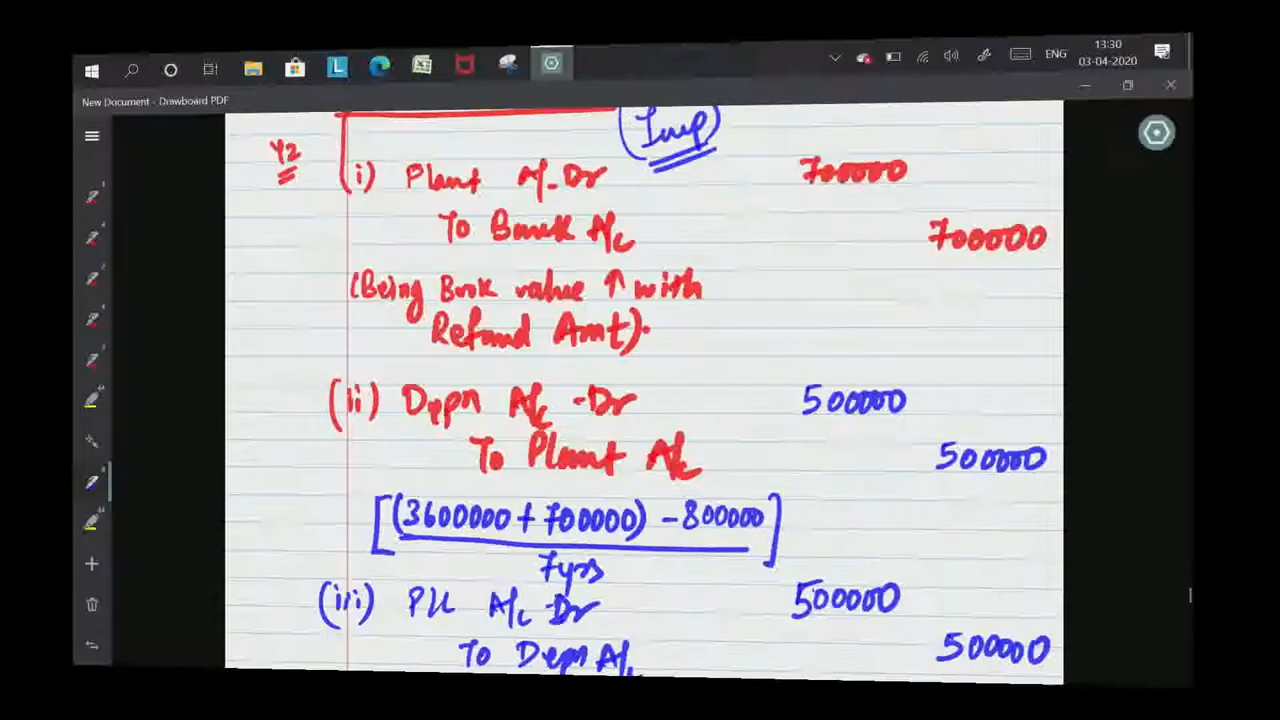 13:30
ENG
03-04-2020
New Document - Drawboard PDF
(Imp)
Y2
(i) Plant A/c Dr 700000
To Bank A/c 700000
(Being Book value ↑ with
Refund Amt).
(ii) Depn A/c - Dr 500000
To Plant A/c 500000
[(3600000 + 700000) - 800000]
7yrs
(iii) P/L A/c Dr 500000
To Depn A/c 500000